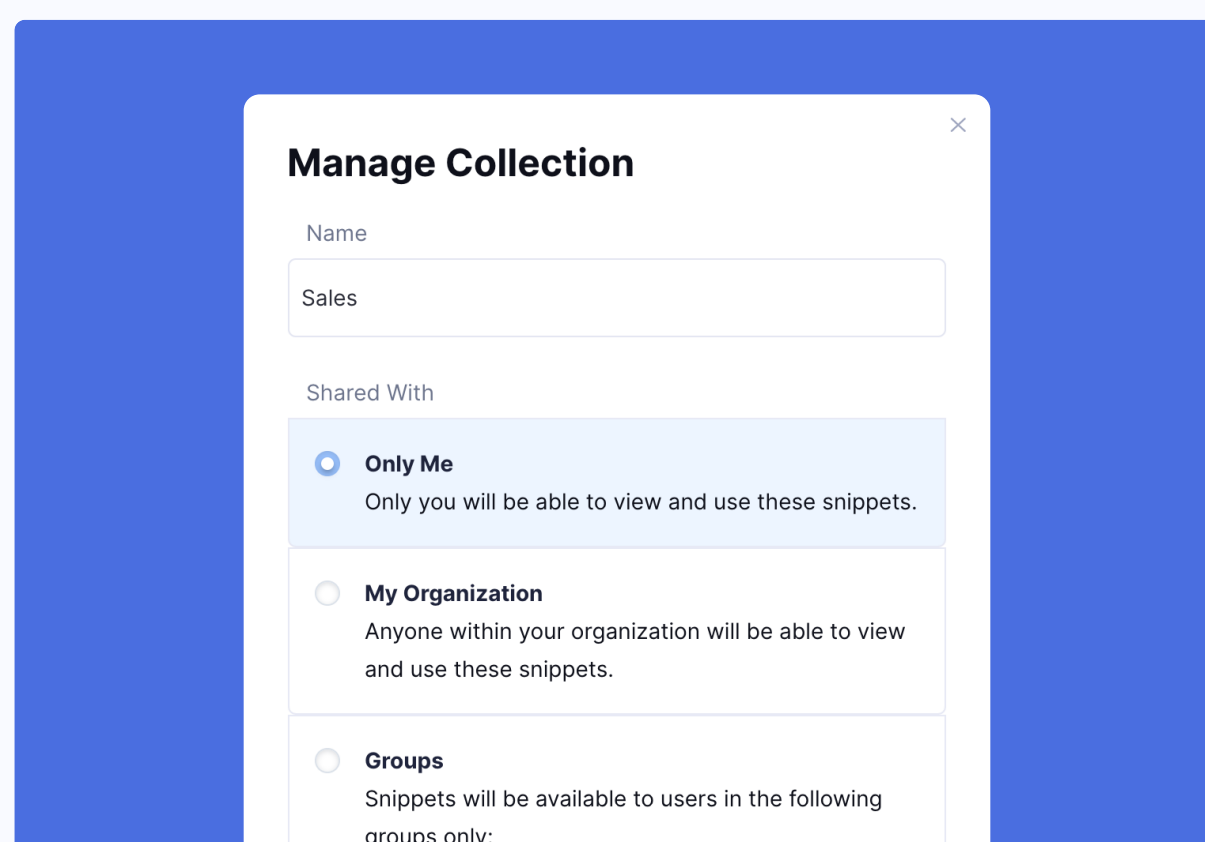 Manage Collection
Name
Sales
Shared With
Only Me
Only you will be able to view and use these snippets.
My Organization
Anyone within your organization will be able to view
and use these snippets.
Groups
Snippets will be available to users in the following
groups only: